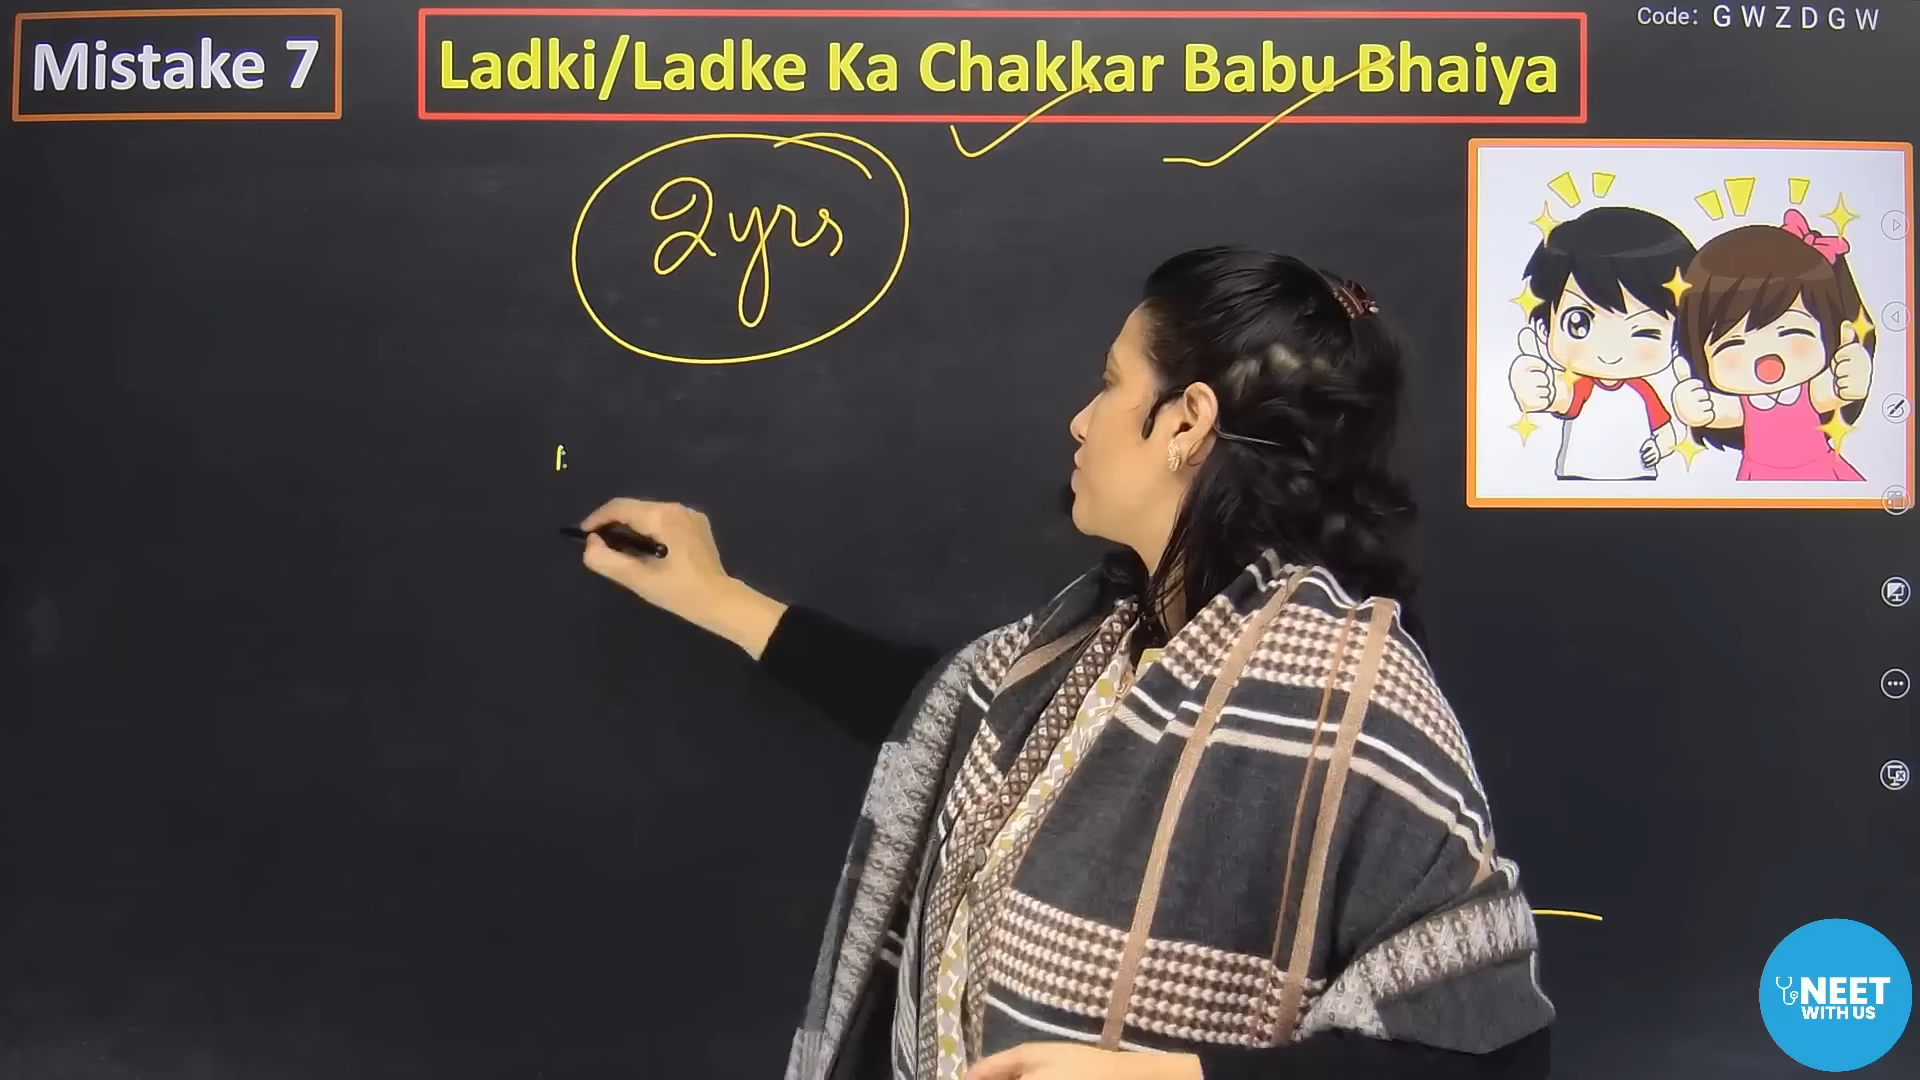 Mistake 7
Ladki/Ladke Ka Chakkar Babu Bhaiya
Code: GWZDGW
2yrs
NEET
WITH US